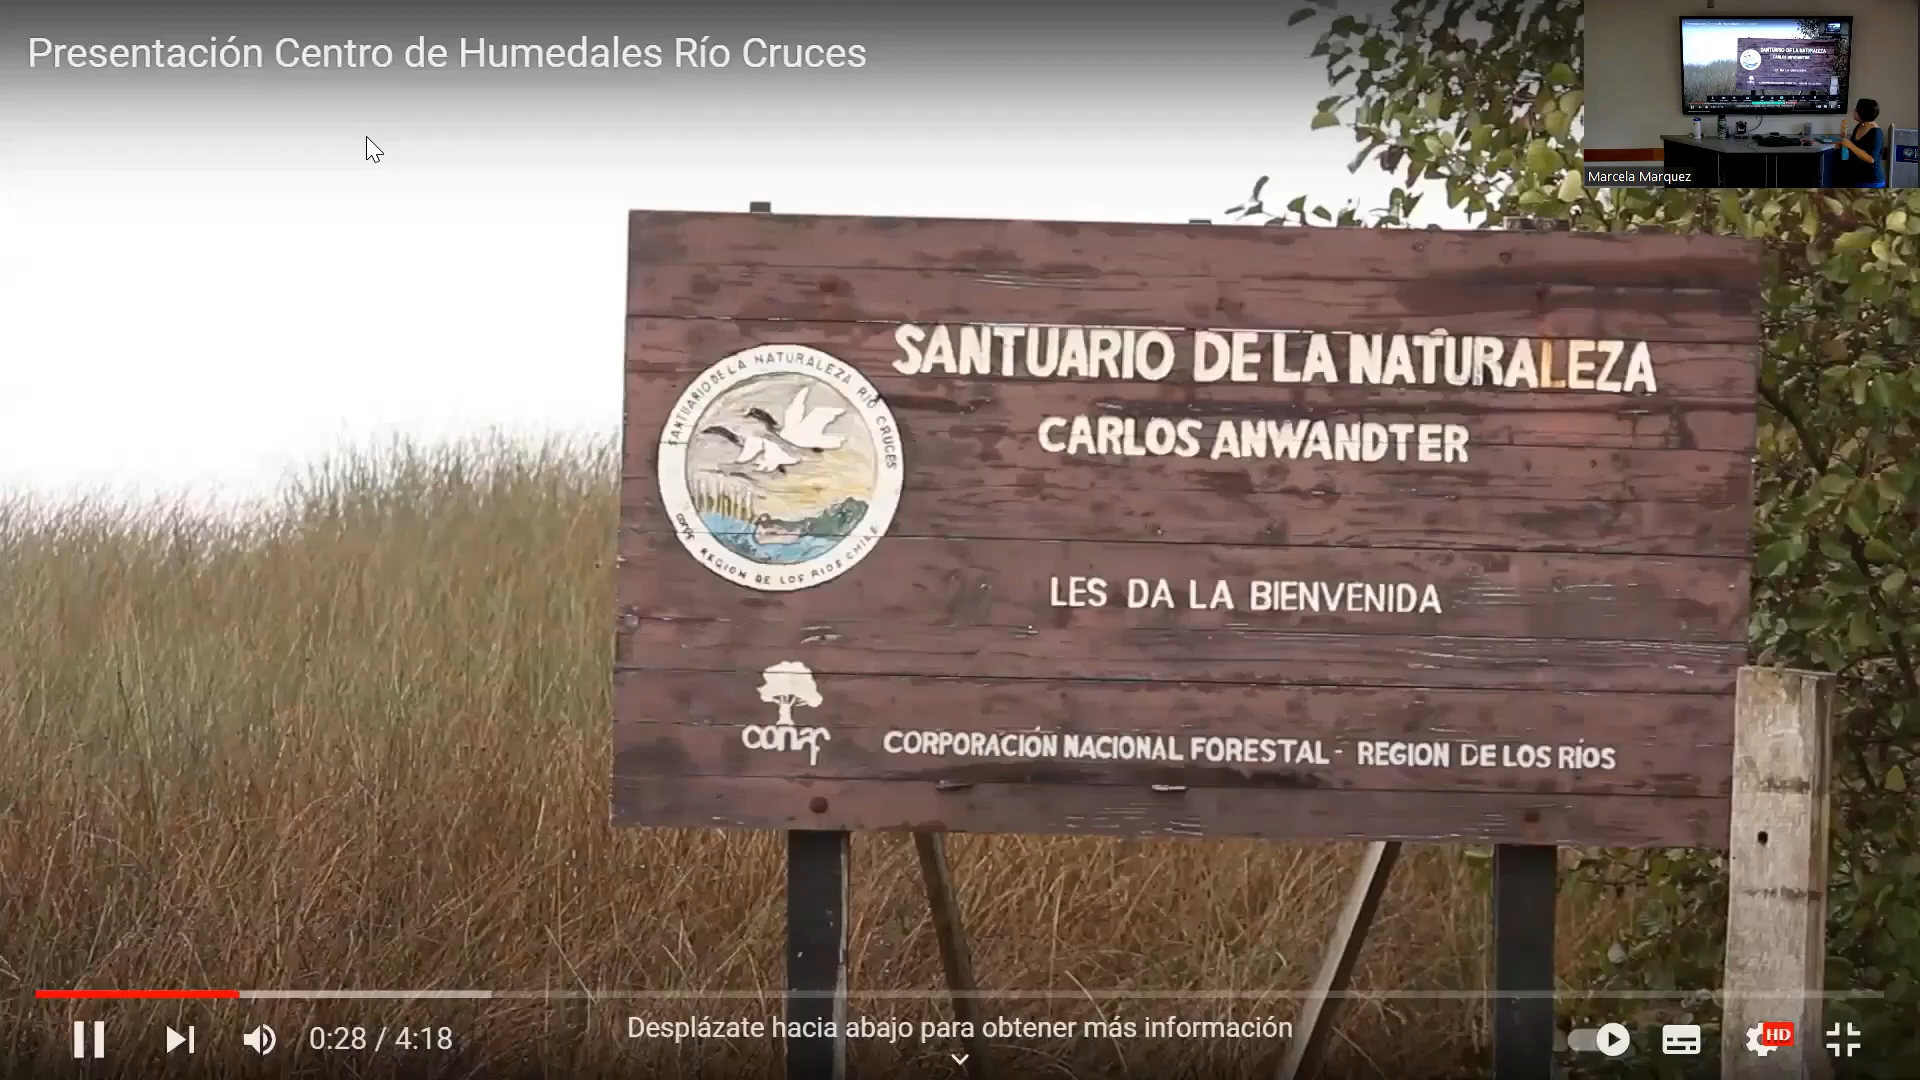 Presentación Centro de Humedales Río Cruces
Marcela Marquez
SANTUARIO DE LA NATURALEZA
CARLOS ANWANDTER
SANTUARIO DE LA NATURALEZA RIO CRUCES
CONAF REGION DE LOS RIOS CHILE
LES DA LA BIENVENIDA
conaf
CORPORACIÓN NACIONAL FORESTAL - REGION DE LOS RÍOS
0:28 / 4:18
Desplázate hacia abajo para obtener más información
HD